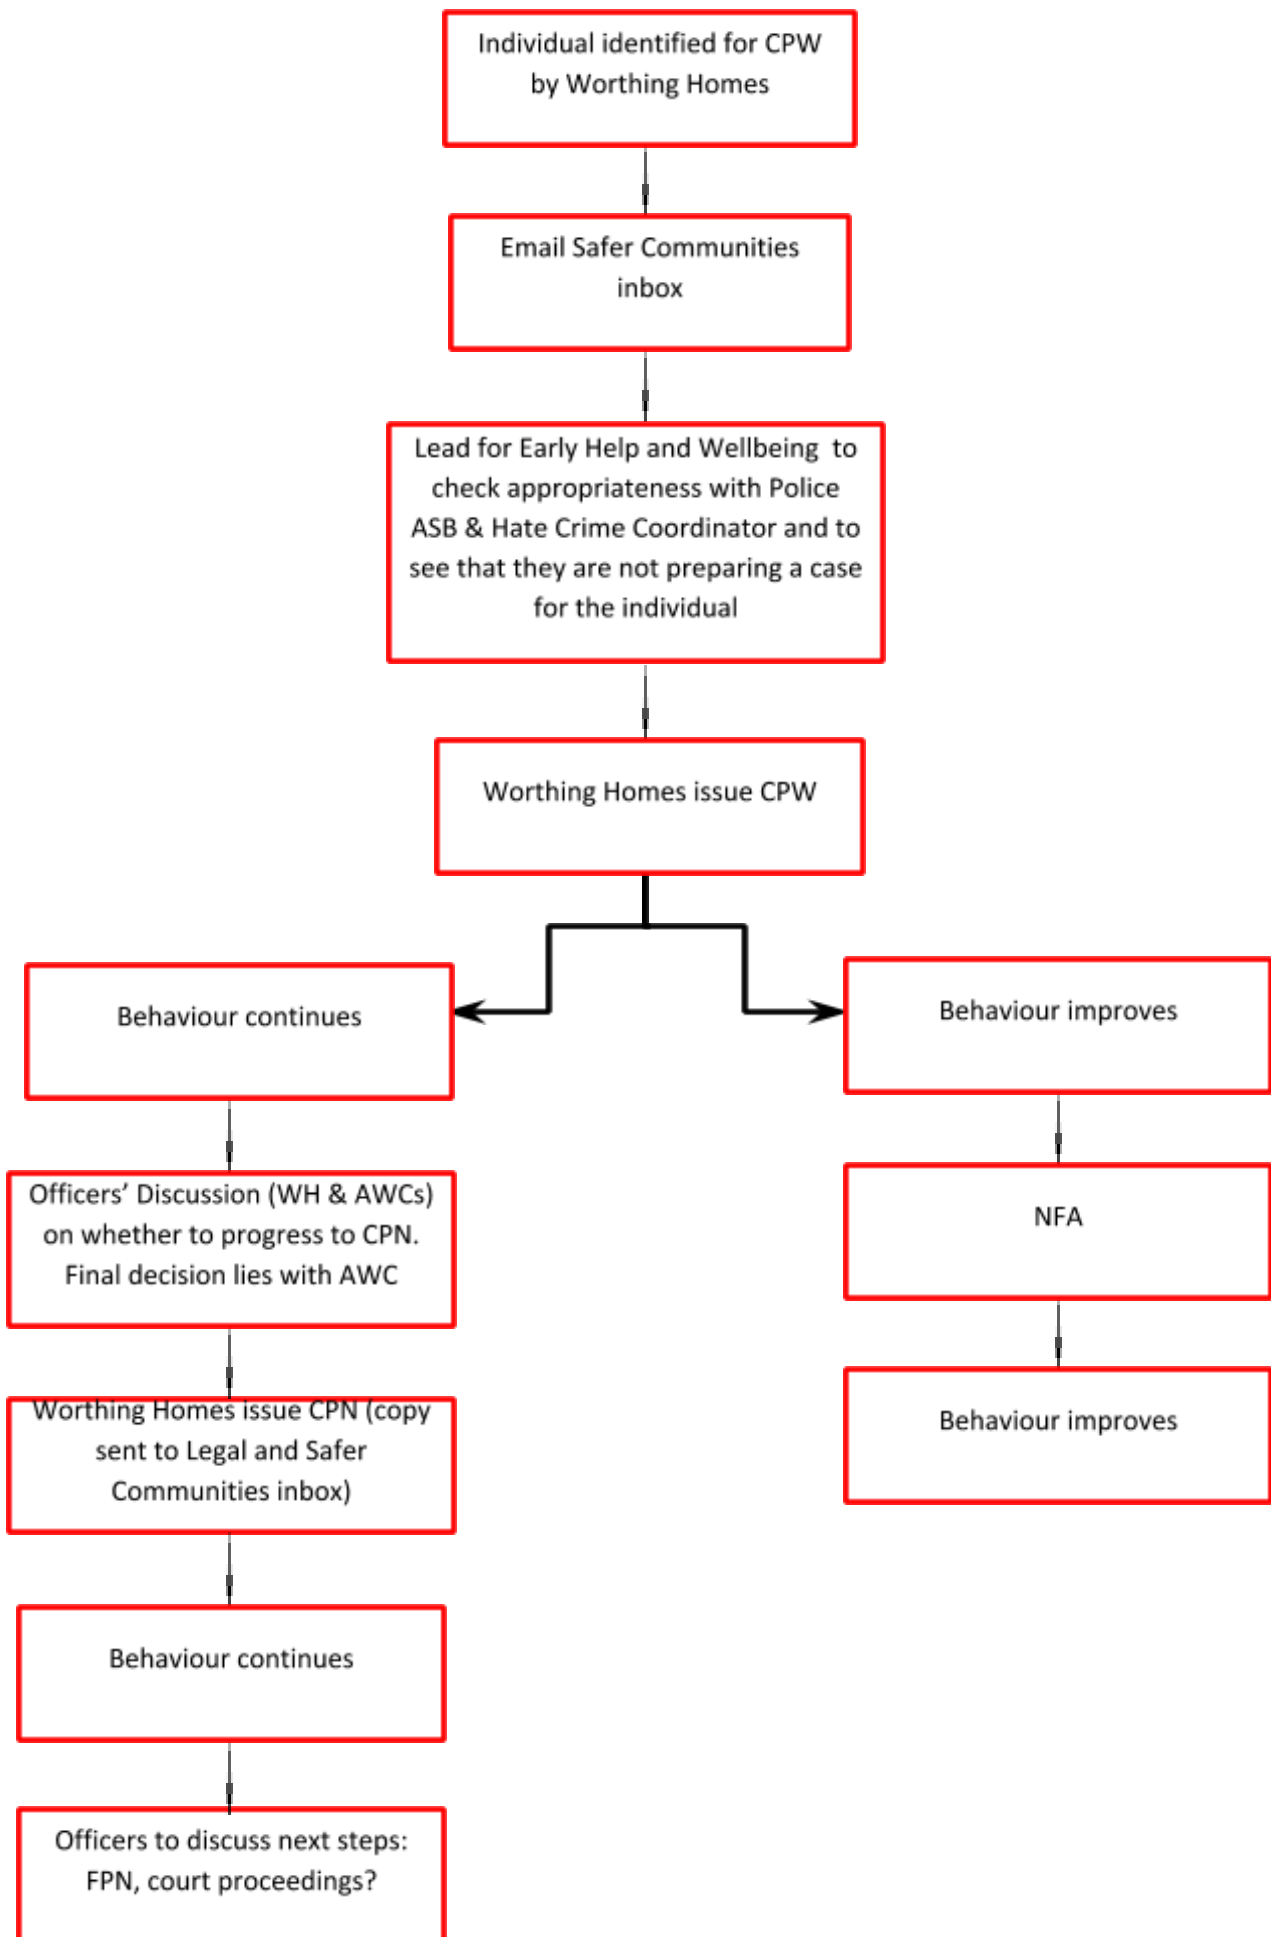 Individual identified for CPW
by Worthing Homes
Email Safer Communities
inbox
Lead for Early Help and Wellbeing  to
check appropriateness with Police
ASB & Hate Crime Coordinator and to
see that they are not preparing a case
for the individual
Worthing Homes issue CPW
Behaviour continues
Behaviour improves
Officers’ Discussion (WH & AWCs)
on whether to progress to CPN.
Final decision lies with AWC
NFA
Worthing Homes issue CPN (copy
sent to Legal and Safer
Communities inbox)
Behaviour improves
Behaviour continues
Officers to discuss next steps:
FPN, court proceedings?